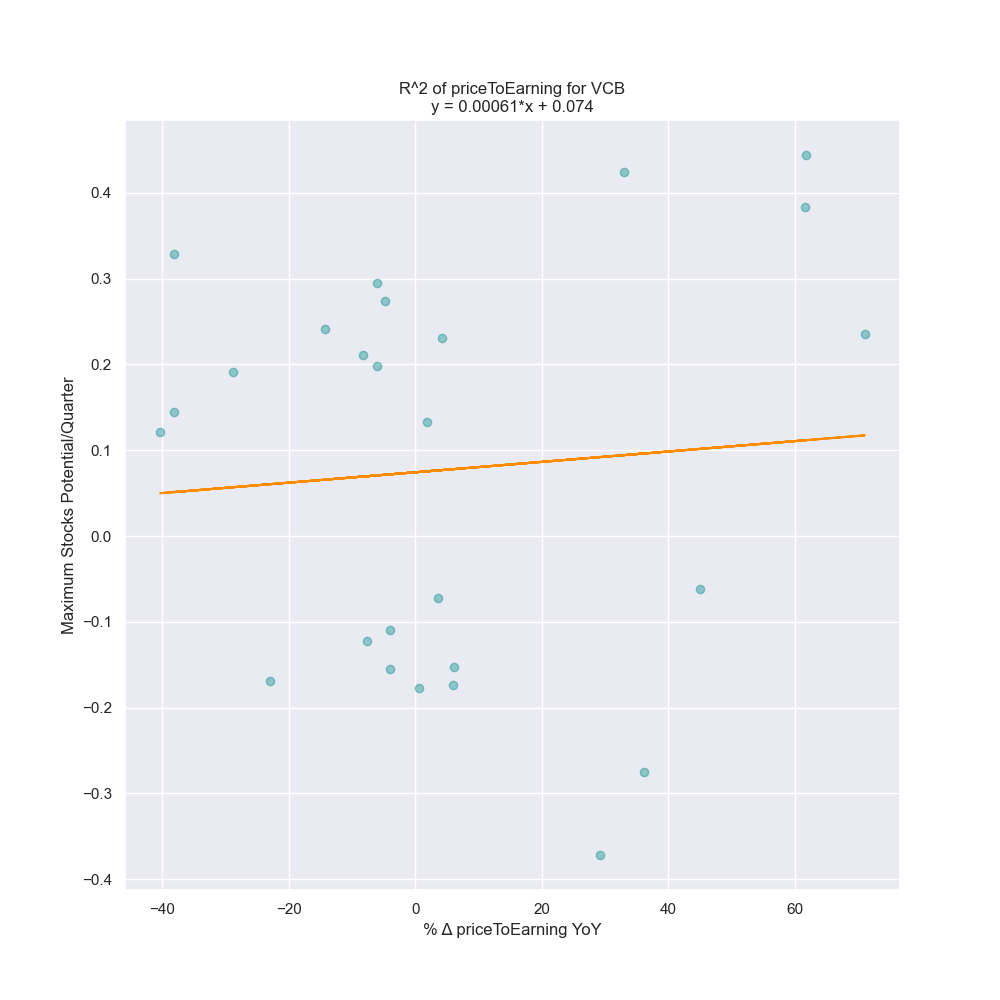 R^2 of priceToEarning for VCB
y = 0.00061*x + 0.074
Maximum Stocks Potential/Quarter
0.4
0.3
0.2
0.1
0.0
−0.1
−0.2
−0.3
−0.4
−40 −20 0 20 40 60
% Δ priceToEarning YoY